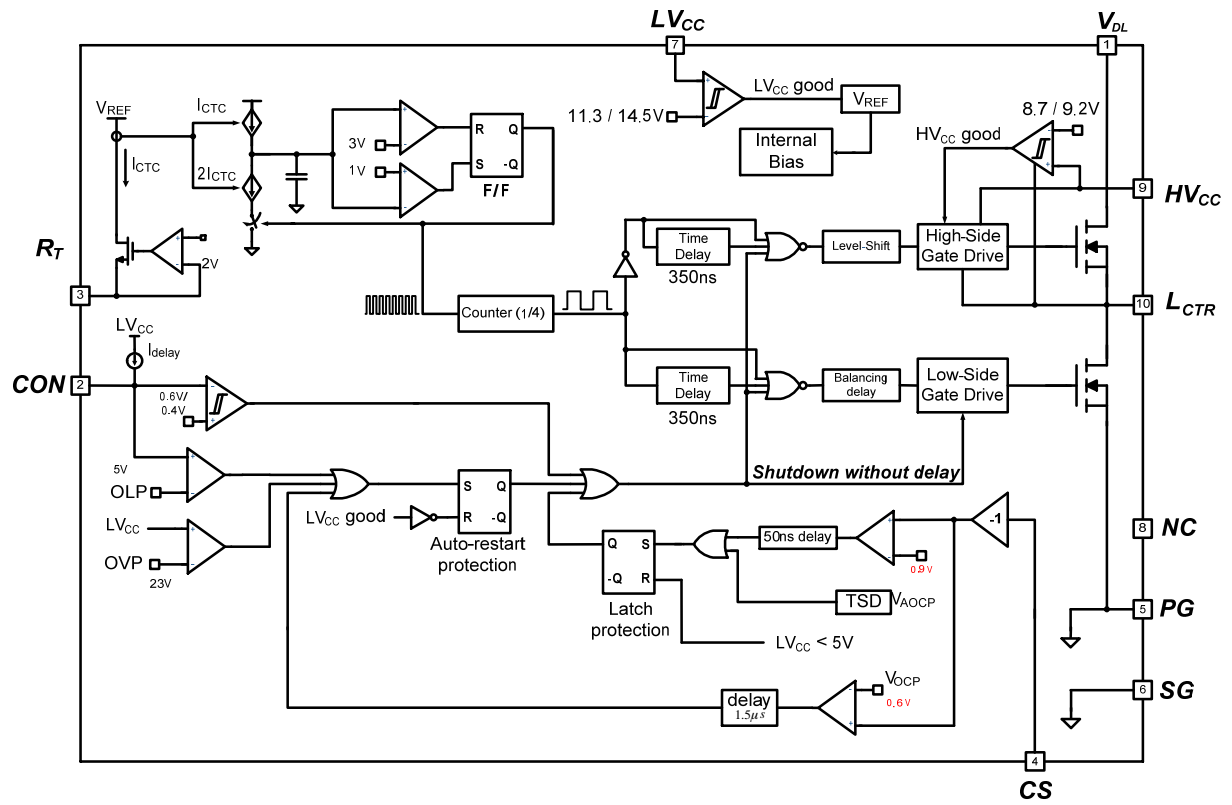 LVCC
VDL
7
1
VREF
ICTC
LVCC good
VREF
11.3 / 14.5V
8.7 / 9.2V
HVCC good
Internal
Bias
ICTC
2ICTC
3V
1V
+
-
+
-
R
Q
S
-Q
F/F
9
HVCC
RT
3
2V
+
-
Time
Delay
350ns
Level-Shift
High-Side
Gate Drive
Counter (1/4)
10
LCTR
LVCC
Idelay
CON
2
0.6V/
0.4V
Time
Delay
350ns
Balancing
delay
Low-Side
Gate Drive
5V
OLP
Shutdown without delay
S
Q
R
-Q
LVCC good
Auto-restart
protection
LVCC
OVP
23V
-1
8
NC
50ns delay
0.9V
Q
S
-Q
R
Latch
protection
TSD
VAOCP
LVCC < 5V
5
PG
VOCP
0.6V
delay
1.5μs
6
SG
4
CS